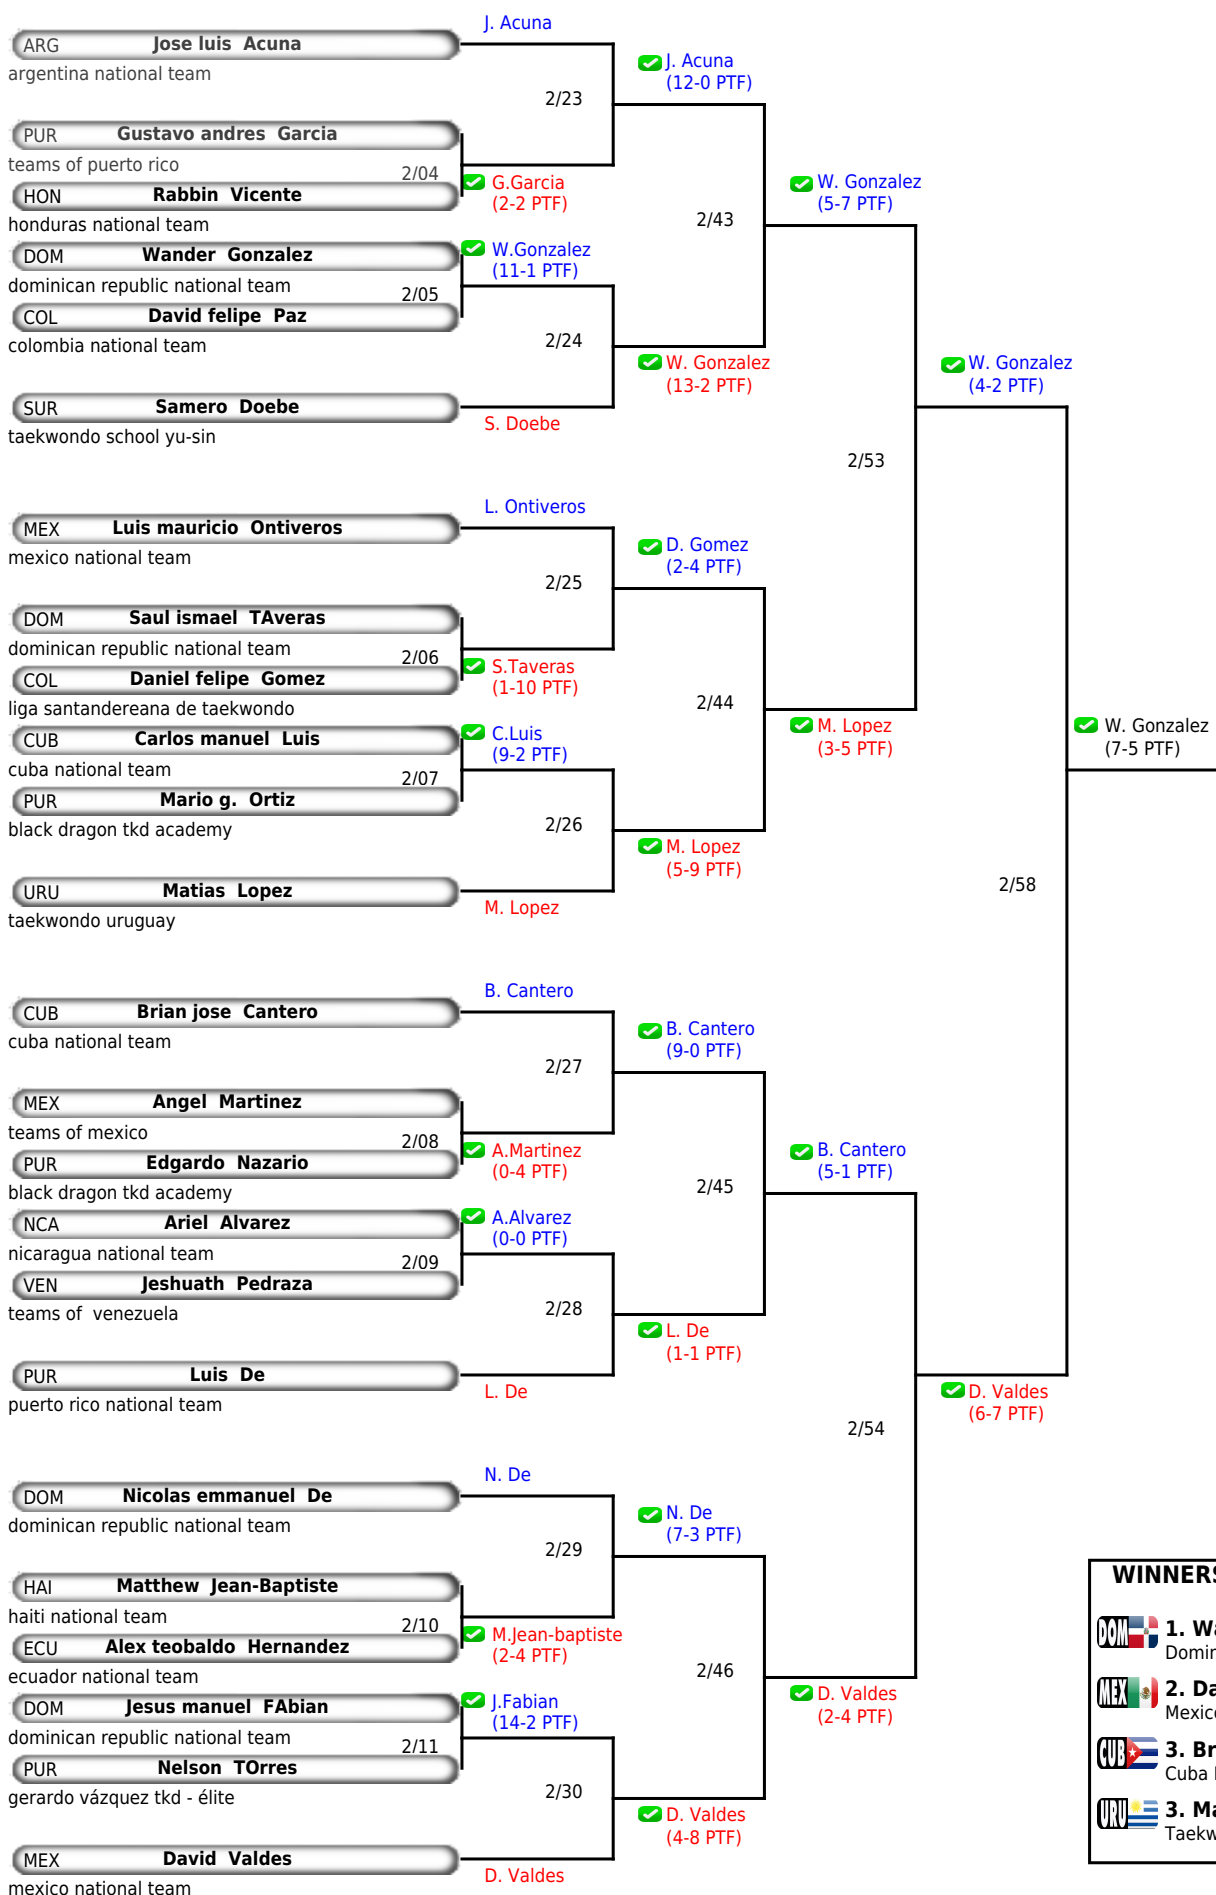 J. Acuna
ARG Jose luis Acuna
argentina national team
J. Acuna
(12-0 PTF)
2/23
PUR Gustavo andres Garcia
teams of puerto rico
2/04
HON Rabbin Vicente
honduras national team
G.Garcia
(2-2 PTF)
W. Gonzalez
(5-7 PTF)
2/43
DOM Wander Gonzalez
dominican republic national team
W.Gonzalez
(11-1 PTF)
2/05
COL David felipe Paz
colombia national team
2/24
W. Gonzalez
(13-2 PTF)
W. Gonzalez
(4-2 PTF)
SUR Samero Doebe
taekwondo school yu-sin
S. Doebe
2/53
L. Ontiveros
MEX Luis mauricio Ontiveros
mexico national team
D. Gomez
(2-4 PTF)
2/25
DOM Saul ismael TAveras
dominican republic national team
2/06
COL Daniel felipe Gomez
liga santandereana de taekwondo
S.Taveras
(1-10 PTF)
2/44
CUB Carlos manuel Luis
cuba national team
C.Luis
(9-2 PTF)
M. Lopez
(3-5 PTF)
W. Gonzalez
(7-5 PTF)
2/07
PUR Mario g. Ortiz
black dragon tkd academy
2/26
M. Lopez
(5-9 PTF)
URU Matias Lopez
taekwondo uruguay
M. Lopez
2/58
B. Cantero
CUB Brian jose Cantero
cuba national team
B. Cantero
(9-0 PTF)
2/27
MEX Angel Martinez
teams of mexico
2/08
PUR Edgardo Nazario
black dragon tkd academy
A.Martinez
(0-4 PTF)
B. Cantero
(5-1 PTF)
2/45
NCA Ariel Alvarez
nicaragua national team
A.Alvarez
(0-0 PTF)
2/09
VEN Jeshuath Pedraza
teams of venezuela
2/28
L. De
(1-1 PTF)
PUR Luis De
puerto rico national team
L. De
D. Valdes
(6-7 PTF)
2/54
N. De
DOM Nicolas emmanuel De
dominican republic national team
N. De
(7-3 PTF)
2/29
HAI Matthew Jean-Baptiste
haiti national team
2/10
ECU Alex teobaldo Hernandez
ecuador national team
M.Jean-baptiste
(2-4 PTF)
2/46
DOM Jesus manuel FAbian
dominican republic national team
J.Fabian
(14-2 PTF)
D. Valdes
(2-4 PTF)
2/11
PUR Nelson TOrres
gerardo vázquez tkd - élite
2/30
D. Valdes
(4-8 PTF)
MEX David Valdes
mexico national team
D. Valdes
WINNERS
DOM 1. Wa
Domin
MEX 2. Da
Mexico
CUB 3. Br
Cuba
URU 3. Ma
Taekw